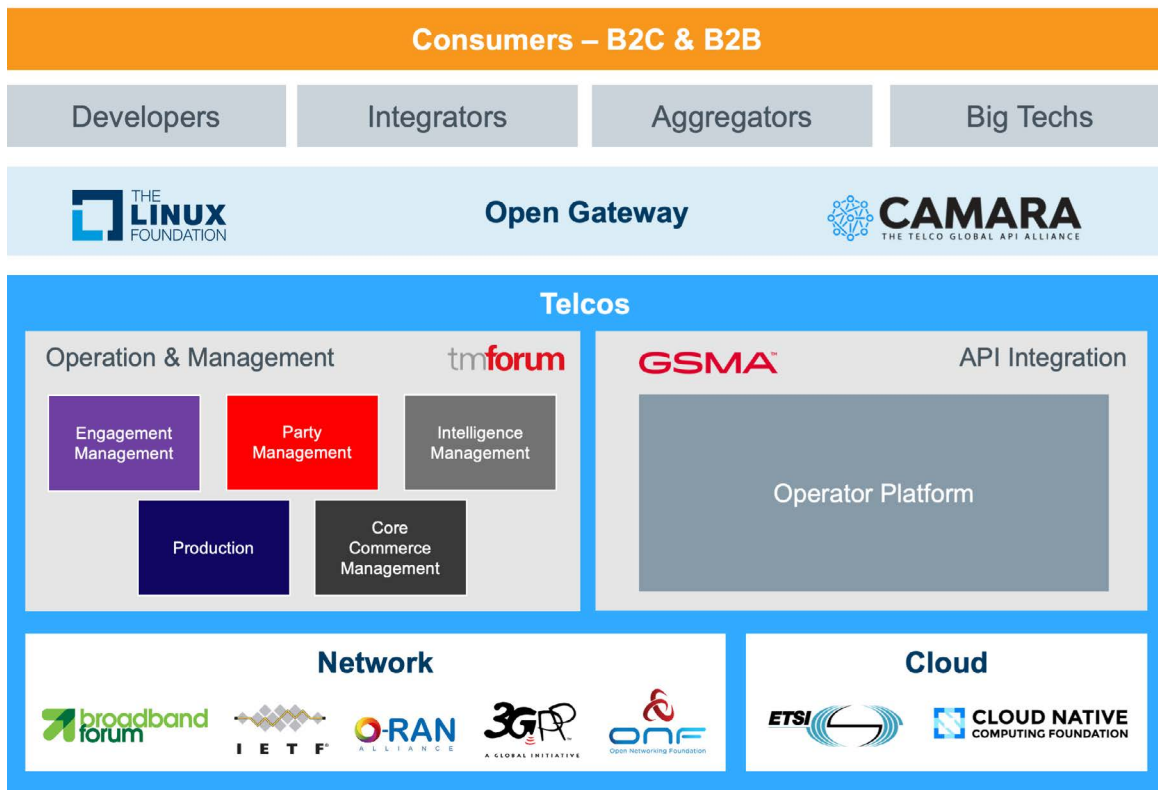 Consumers – B2C & B2B
Developers
Integrators
Aggregators
Big Techs
THE
LINUX
FOUNDATION
Open Gateway
CAMARA
THE TELCO GLOBAL API ALLIANCE
Telcos
Operation & Management
tmforum
GSMA™
API Integration
Engagement
Management
Party
Management
Intelligence
Management
Production
Core
Commerce
Management
Operator Platform
Network
broadband
forum
IETF®
O-RAN
ALLIANCE
3GPP
A GLOBAL INITIATIVE
ONF
Open Networking Foundation
Cloud
ETSI
CLOUD NATIVE
COMPUTING FOUNDATION